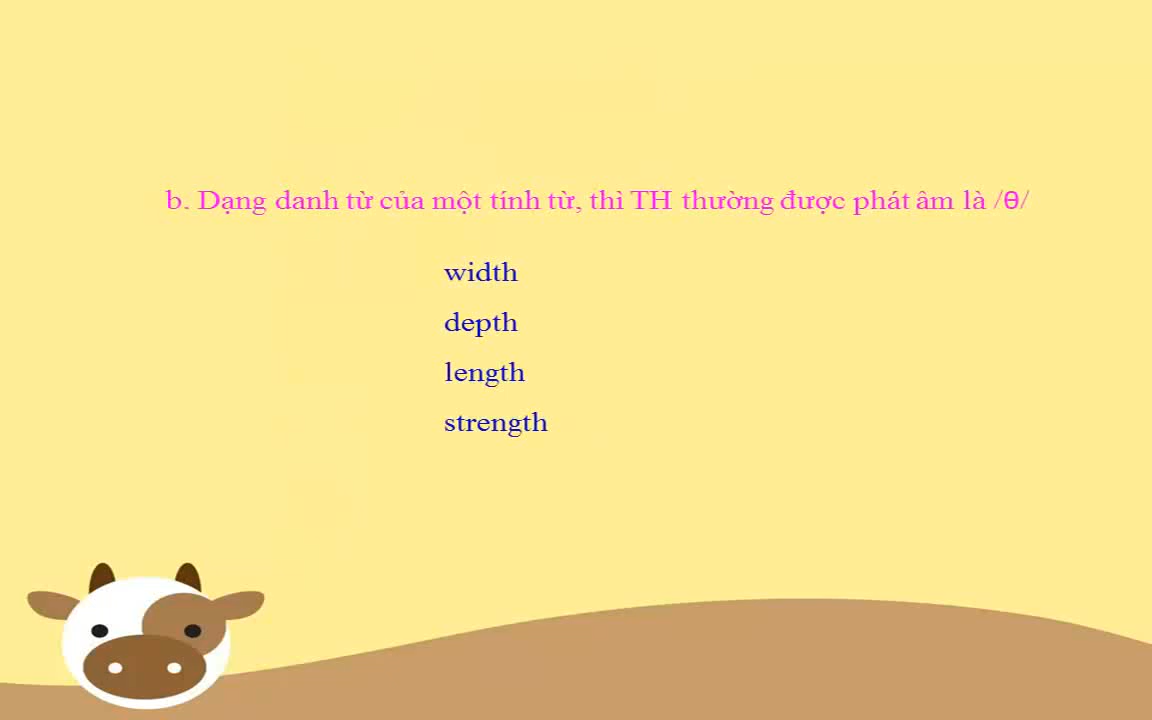 b. Dạng danh từ của một tính từ, thì TH thường được phát âm là /θ/
width
depth
length
strength